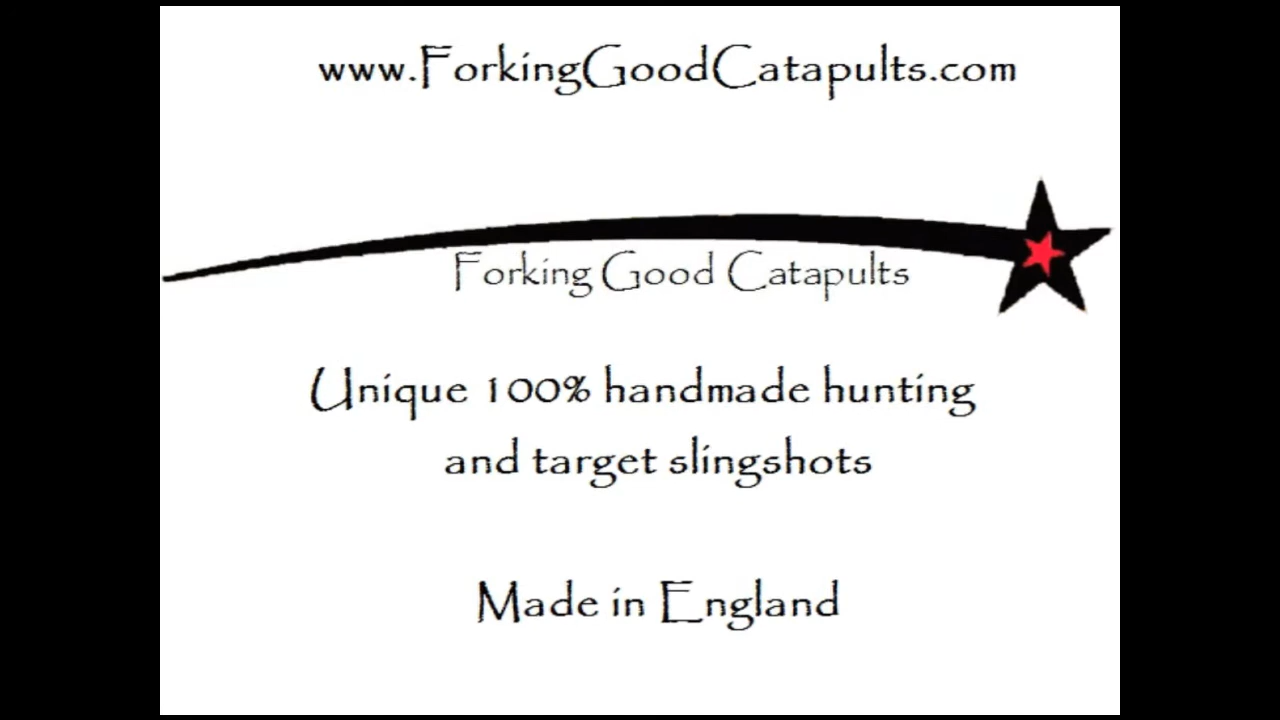 www.ForkingGoodCatapults.com
Forking Good Catapults
Unique 100% handmade hunting
and target slingshots
Made in England